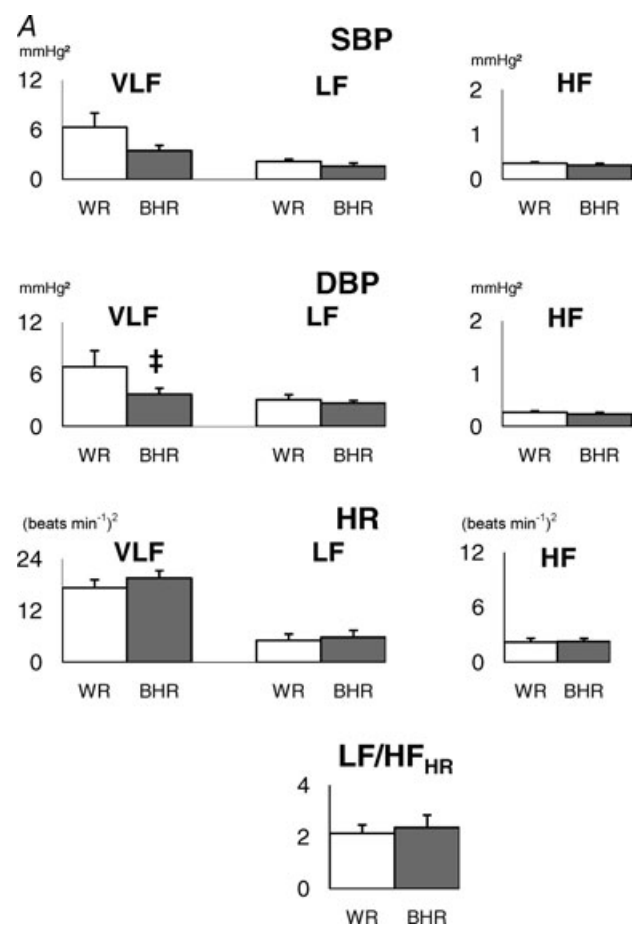 A
SBP
mmHg²
mmHg²
VLF LF HF
12
6
0
2
1
0
WR BHR WR BHR WR BHR
DBP
mmHg²
mmHg²
VLF LF HF
12
6
0
2
1
0
‡
WR BHR WR BHR WR BHR
HR
(beats min⁻¹)²
(beats min⁻¹)²
VLF LF HF
24
12
0
12
6
0
WR BHR WR BHR WR BHR
LF/HF_HR
4
2
0
WR BHR